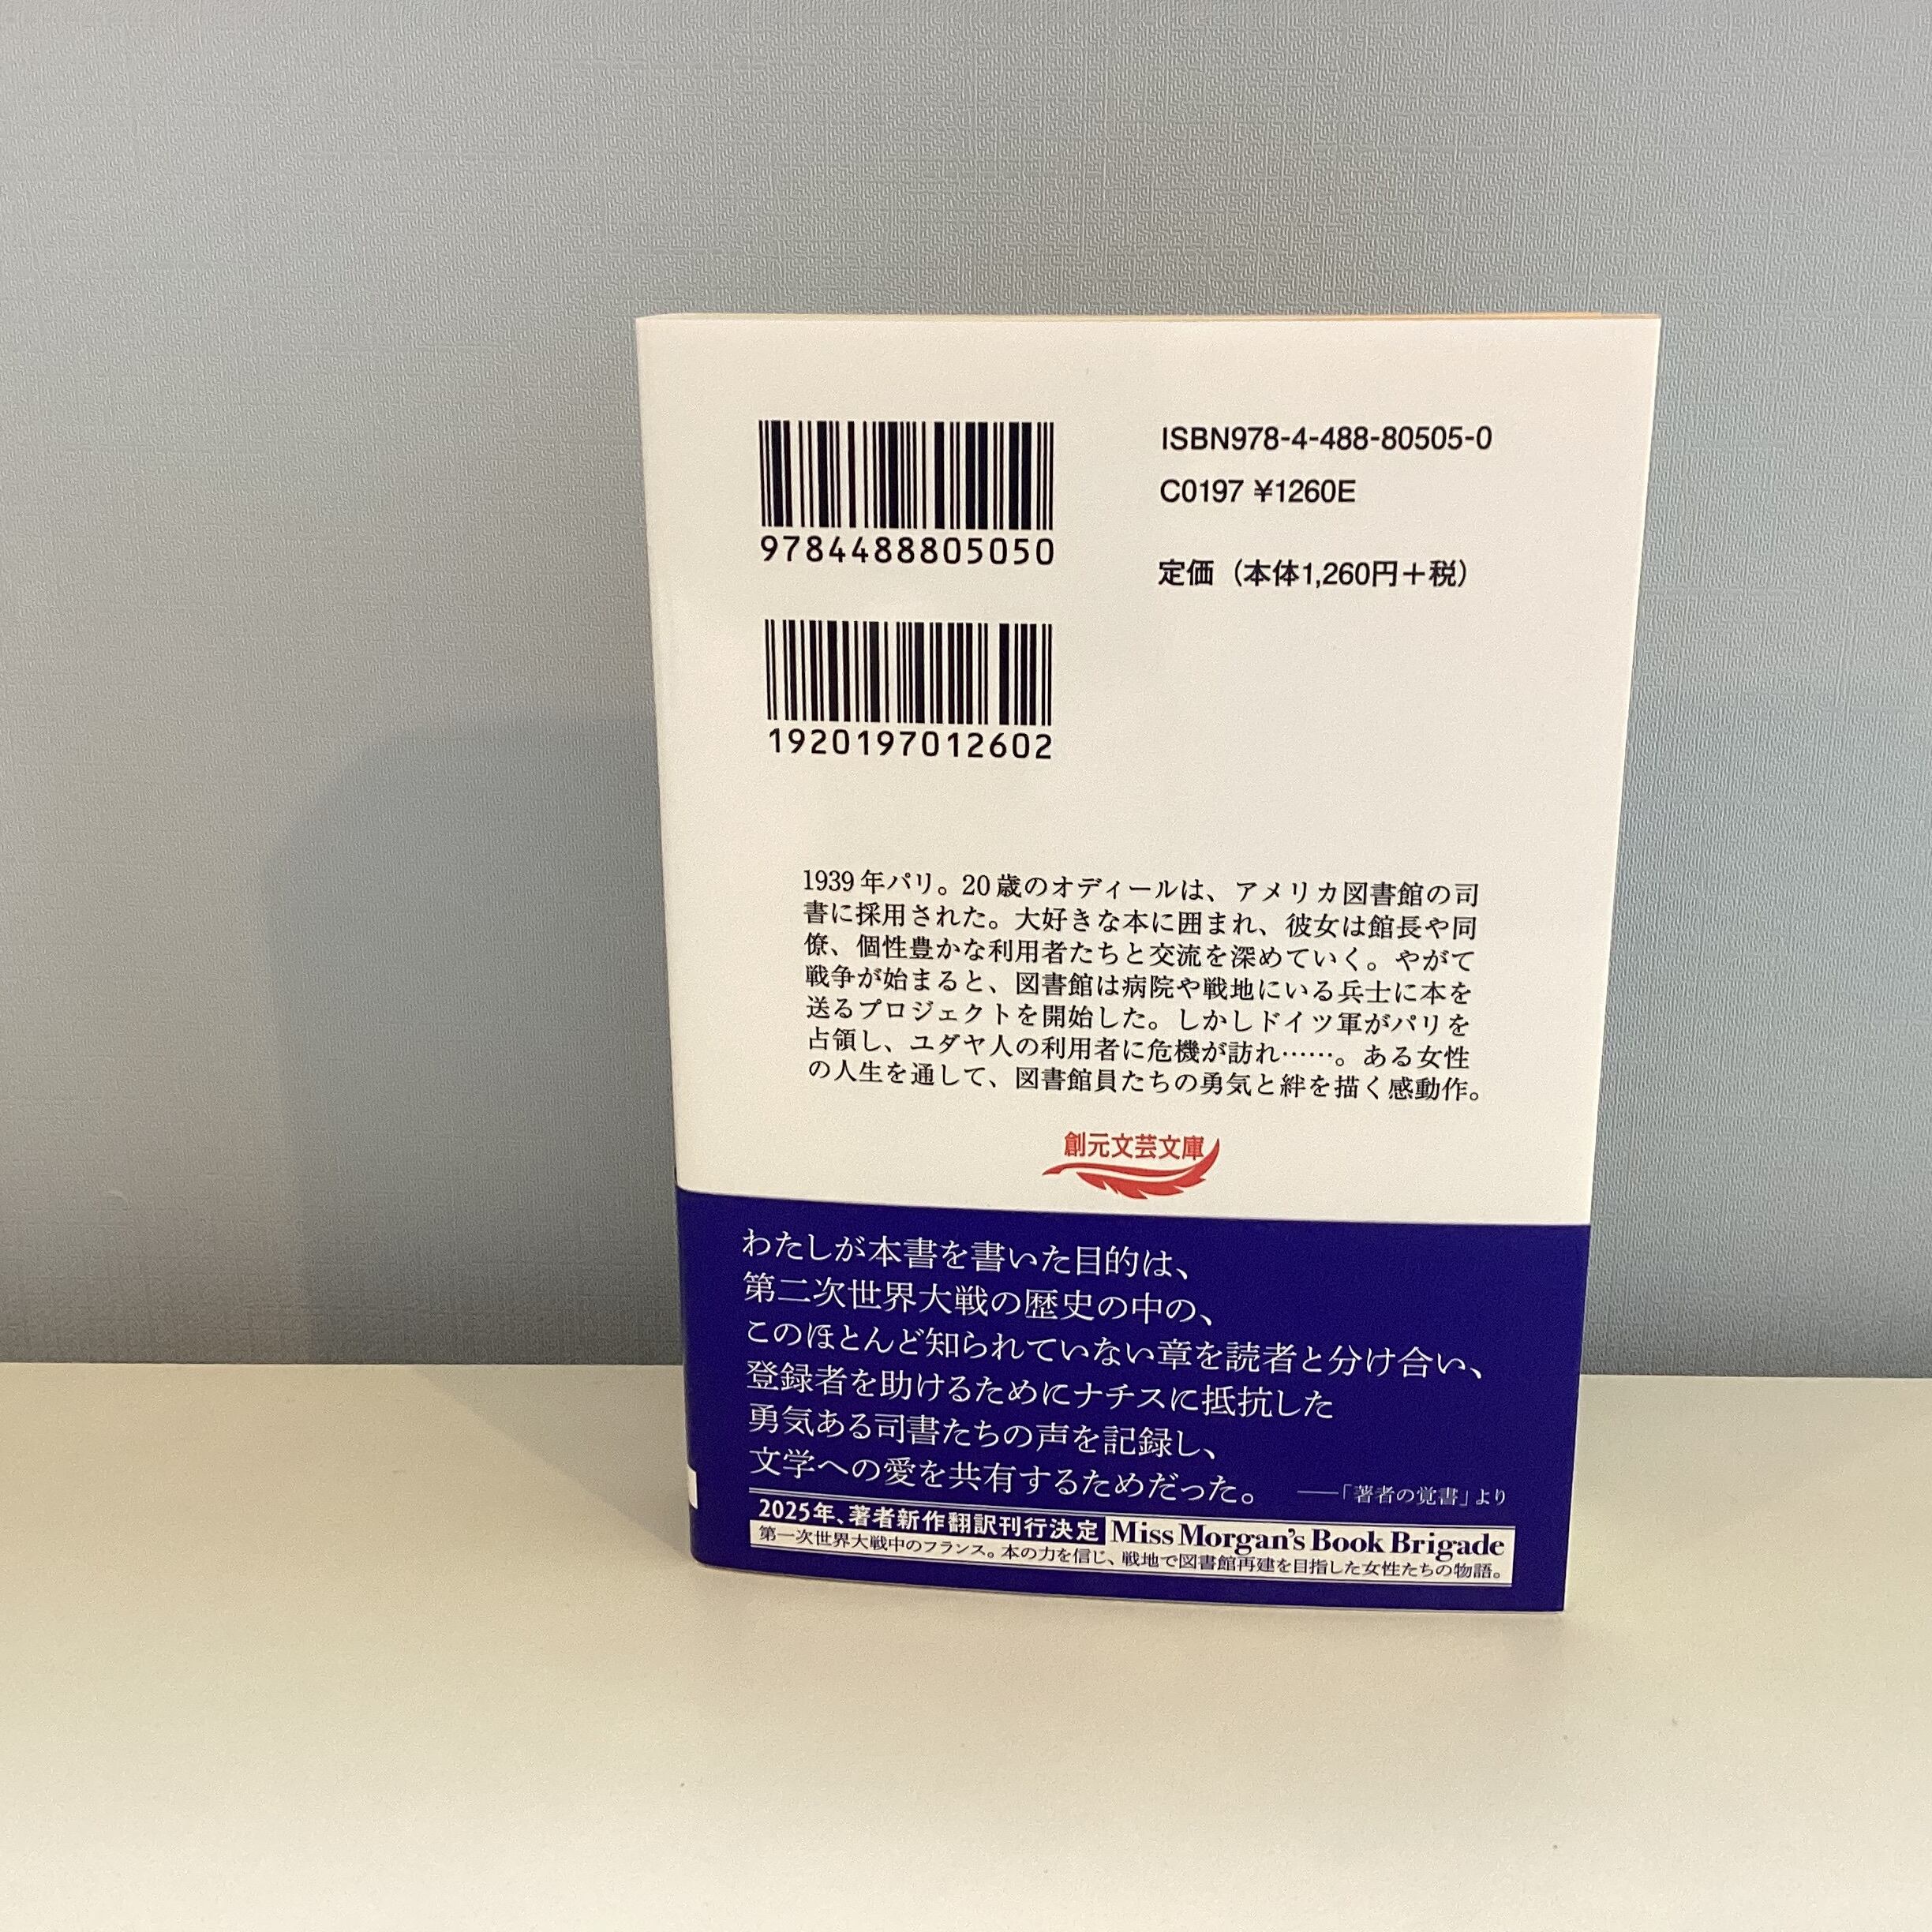 9784488805050
ISBN978-4-488-80505-0
C0197 ¥1260E
定価（本体1,260円＋税）
1920197012602
1939年パリ。20歳のオディールは、アメリカ図書館の司
書に採用された。大好きな本に囲まれ、彼女は館長や同
僚、個性豊かな利用者たちと交流を深めていく。やがて
戦争が始まると、図書館は病院や戦地にいる兵士に本を
送るプロジェクトを開始した。しかしドイツ軍がパリを
占領し、ユダヤ人の利用者に危機が訪れ……。ある女性
の人生を通して、図書館員たちの勇気と絆を描く感動作。
創元文芸文庫
わたしが本書を書いた目的は、
第二次世界大戦の歴史の中の、
このほとんど知られていない章を読者と分け合い、
登録者を助けるためにナチスに抵抗した
勇気ある司書たちの声を記録し、
文学への愛を共有するためだった。 ——「著者の覚書」より
2025年、著者新作翻訳刊行決定 Miss Morgan's Book Brigade
第一次世界大戦中のフランス。本の力を信じ、戦地で図書館再建を目指した女性たちの物語。